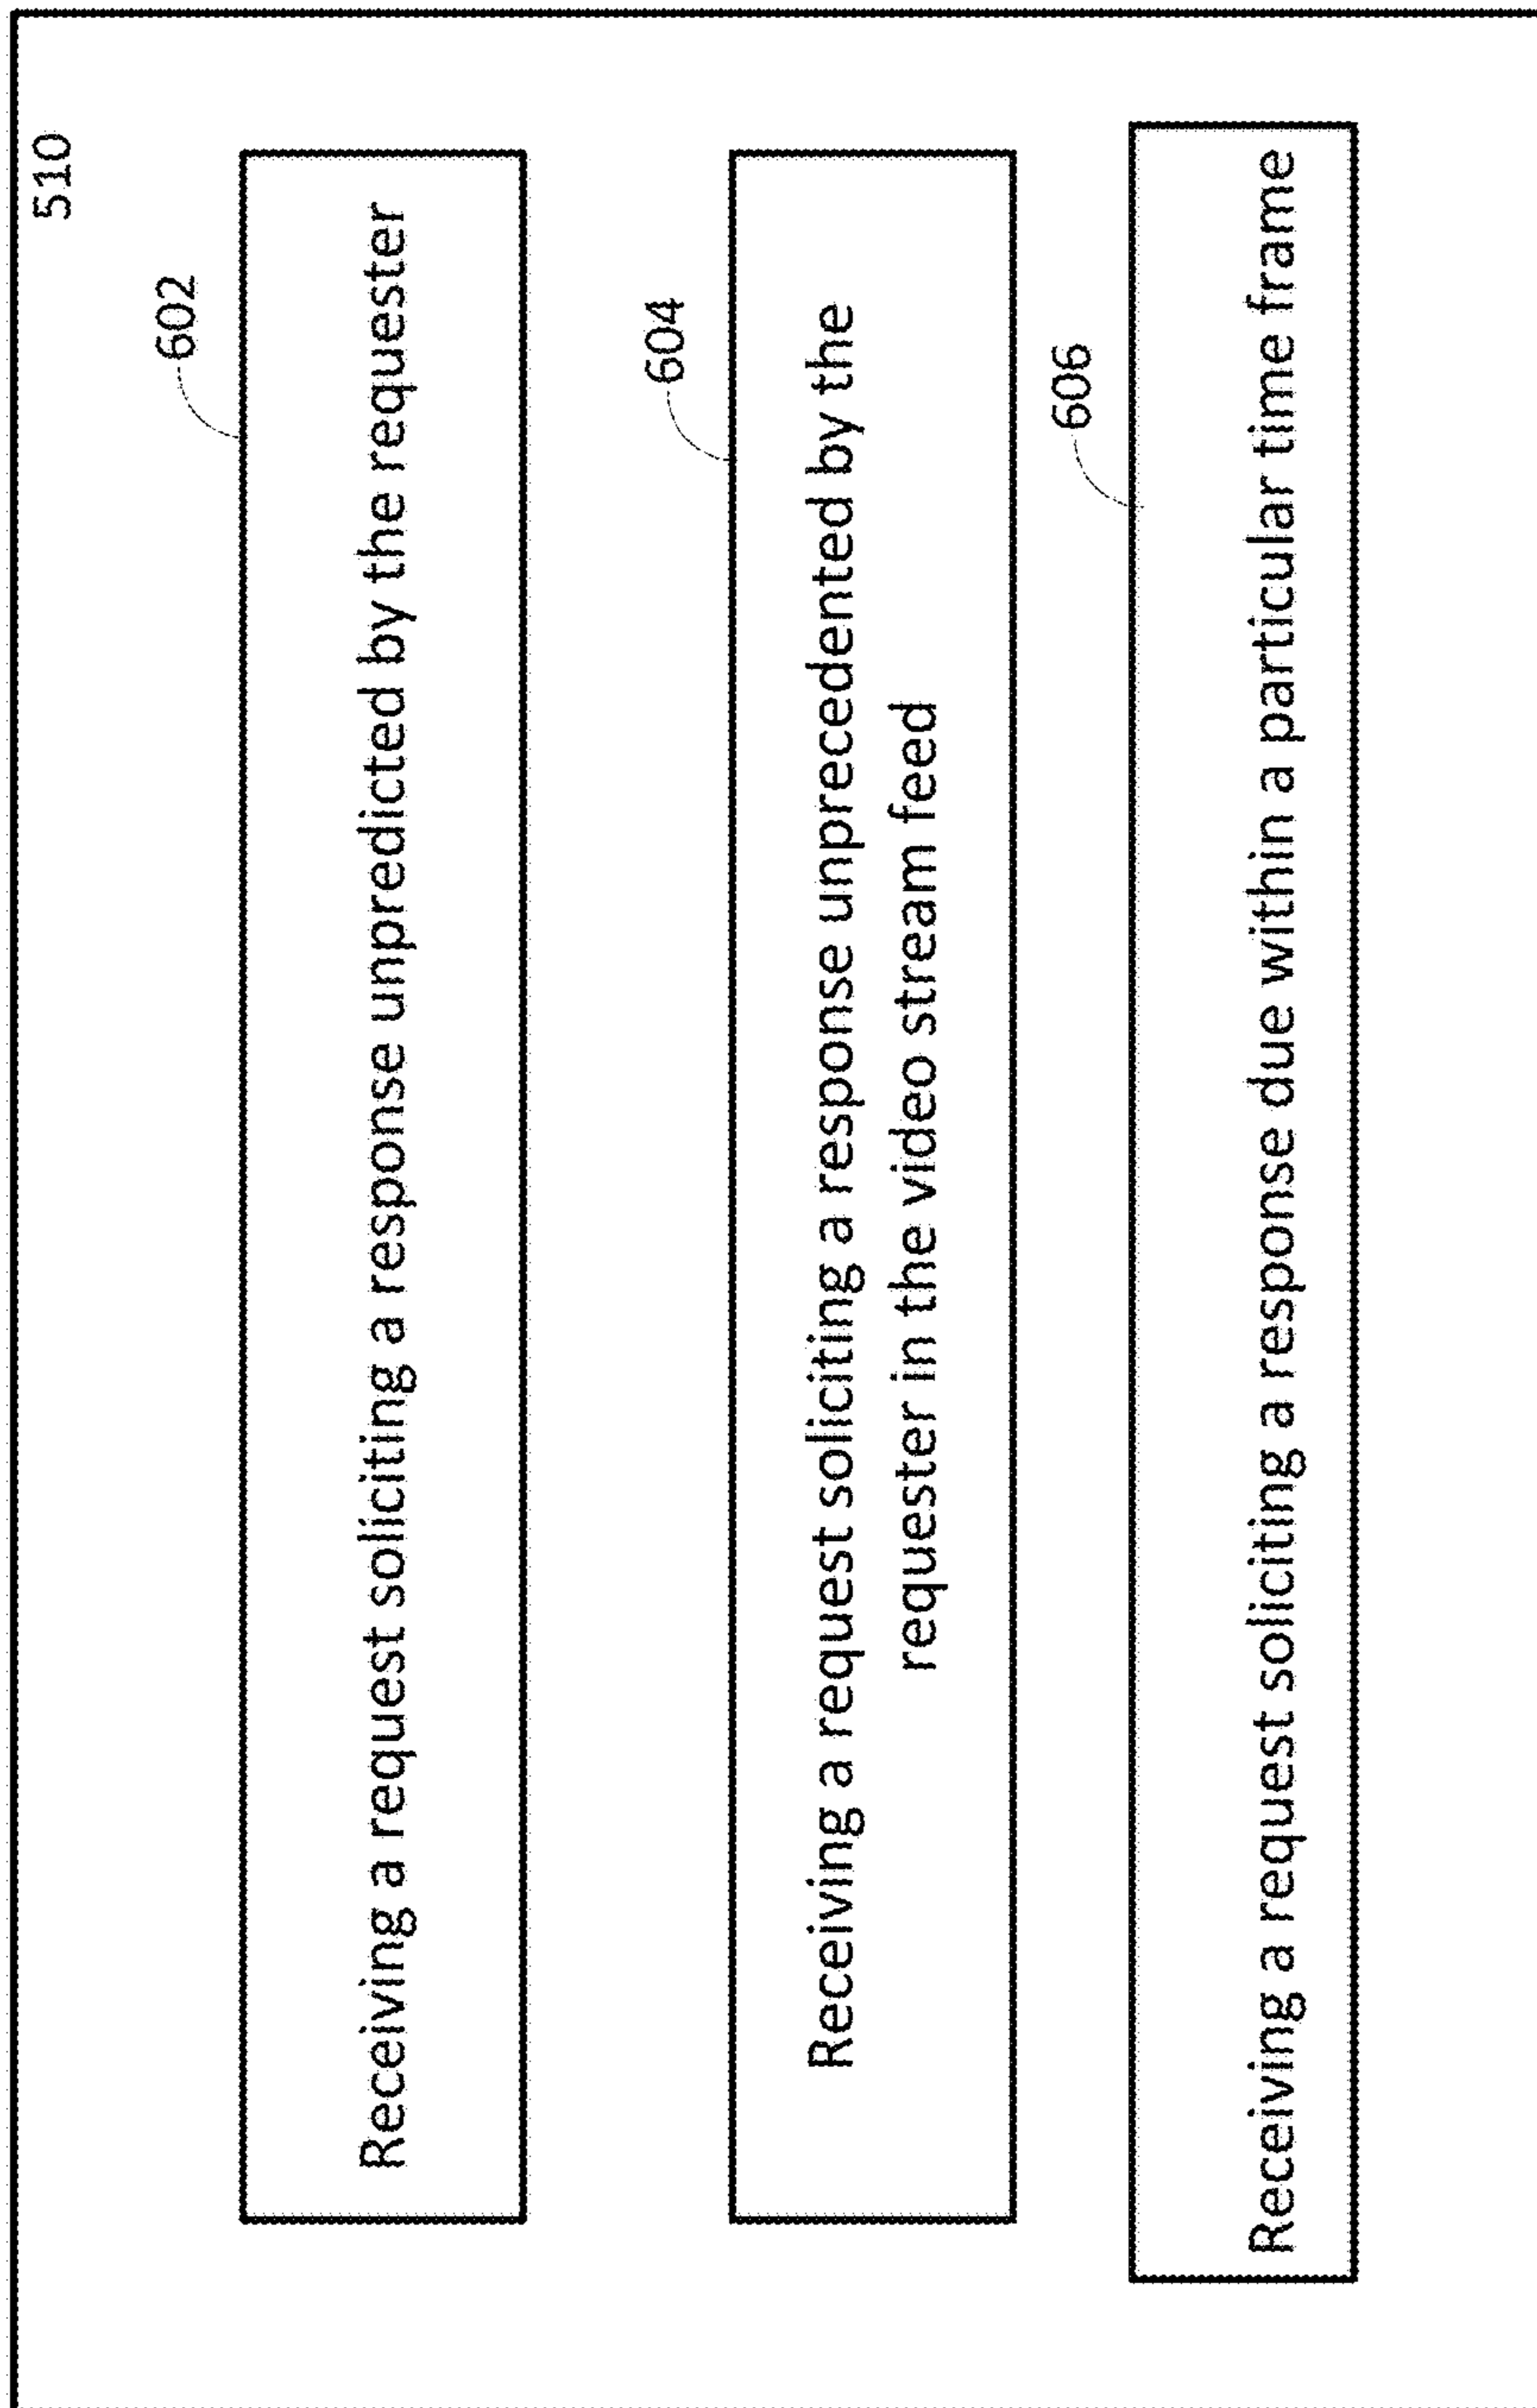 510
602
Receiving a request soliciting a response unpredicted by the requester
604
Receiving a request soliciting a response unprecedented by the
requester in the video stream feed
606
Receiving a request soliciting a response due within a particular time frame